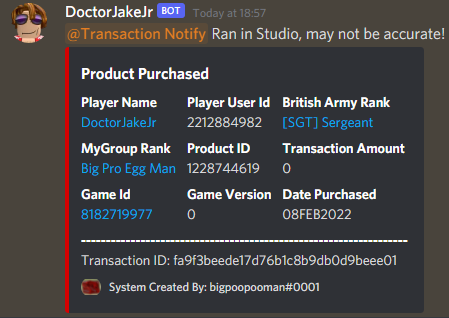 DoctorJakeJr BOT Today at 18:57
@Transaction Notify Ran in Studio, may not be accurate!
Product Purchased
Player Name Player User Id British Army Rank
DoctorJakeJr 2212884982 [SGT] Sergeant
MyGroup Rank Product ID Transaction Amount
Big Pro Egg Man 1228744619 0
Game Id Game Version Date Purchased
8182719977 0 08FEB2022
Transaction ID: fa9f3beede17d76b1c8b9db0d9beee01
System Created By: bigpoopooman#0001